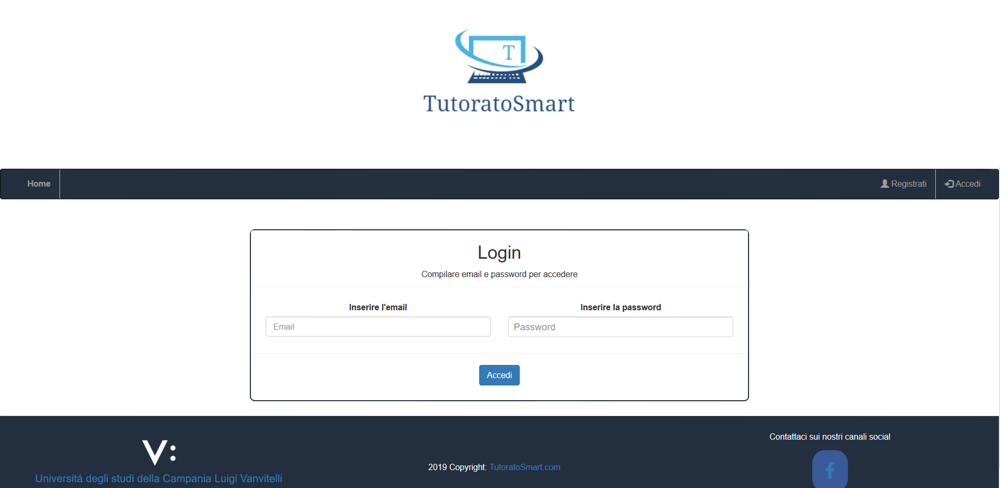 T
TutoratoSmart
Home
Registrati
Accedi
Login
Compilare email e password per accedere
Inserire l'email
Inserire la password
Email
Password
Accedi
Contattaci sui nostri canali social
V:
2019 Copyright: TutoratoSmart.com
f
Universitá degli studi della Campania Luigi Vanvitelli